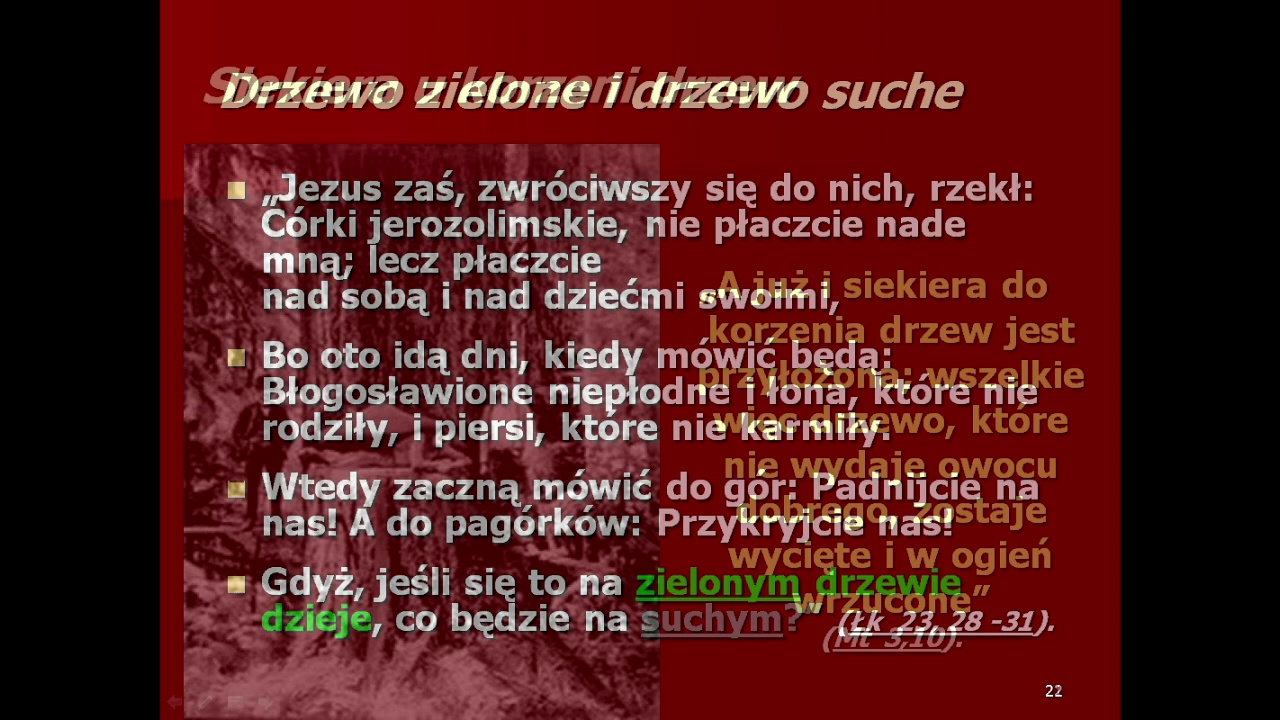 Siekiera u korzeni drzew
Drzewo zielone i drzewo suche
„Jezus zaś, zwróciwszy się do nich, rzekł:
Córki jerozolimskie, nie płaczcie nade
mną; lecz płaczcie
nad sobą i nad dziećmi swoimi,
Bo oto idą dni, kiedy mówić będą:
Błogosławione niepłodne i łona, które nie
rodziły, i piersi, które nie karmiły.
Wtedy zaczną mówić do gór: Padnijcie na
nas! A do pagórków: Przykryjcie nas!
Gdyż, jeśli się to na zielonym drzewie
dzieje, co będzie na suchym?” (Łk 23, 28 -31).
„A już i siekiera do
korzenia drzew jest
przyłożona; wszelkie
więc drzewo, które
nie wydaje owocu
dobrego, zostaje
wycięte i w ogień
wrzucone”
(Mt 3,10).